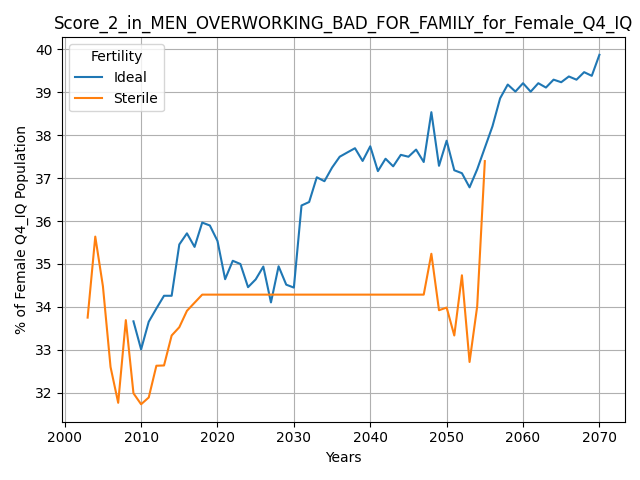 Score_2_in_MEN_OVERWORKING_BAD_FOR_FAMILY_for_Female_Q4_IQ
Fertility
Ideal
Sterile
% of Female Q4_IQ Population
40
39
38
37
36
35
34
33
32
2000 2010 2020 2030 2040 2050 2060 2070
Years